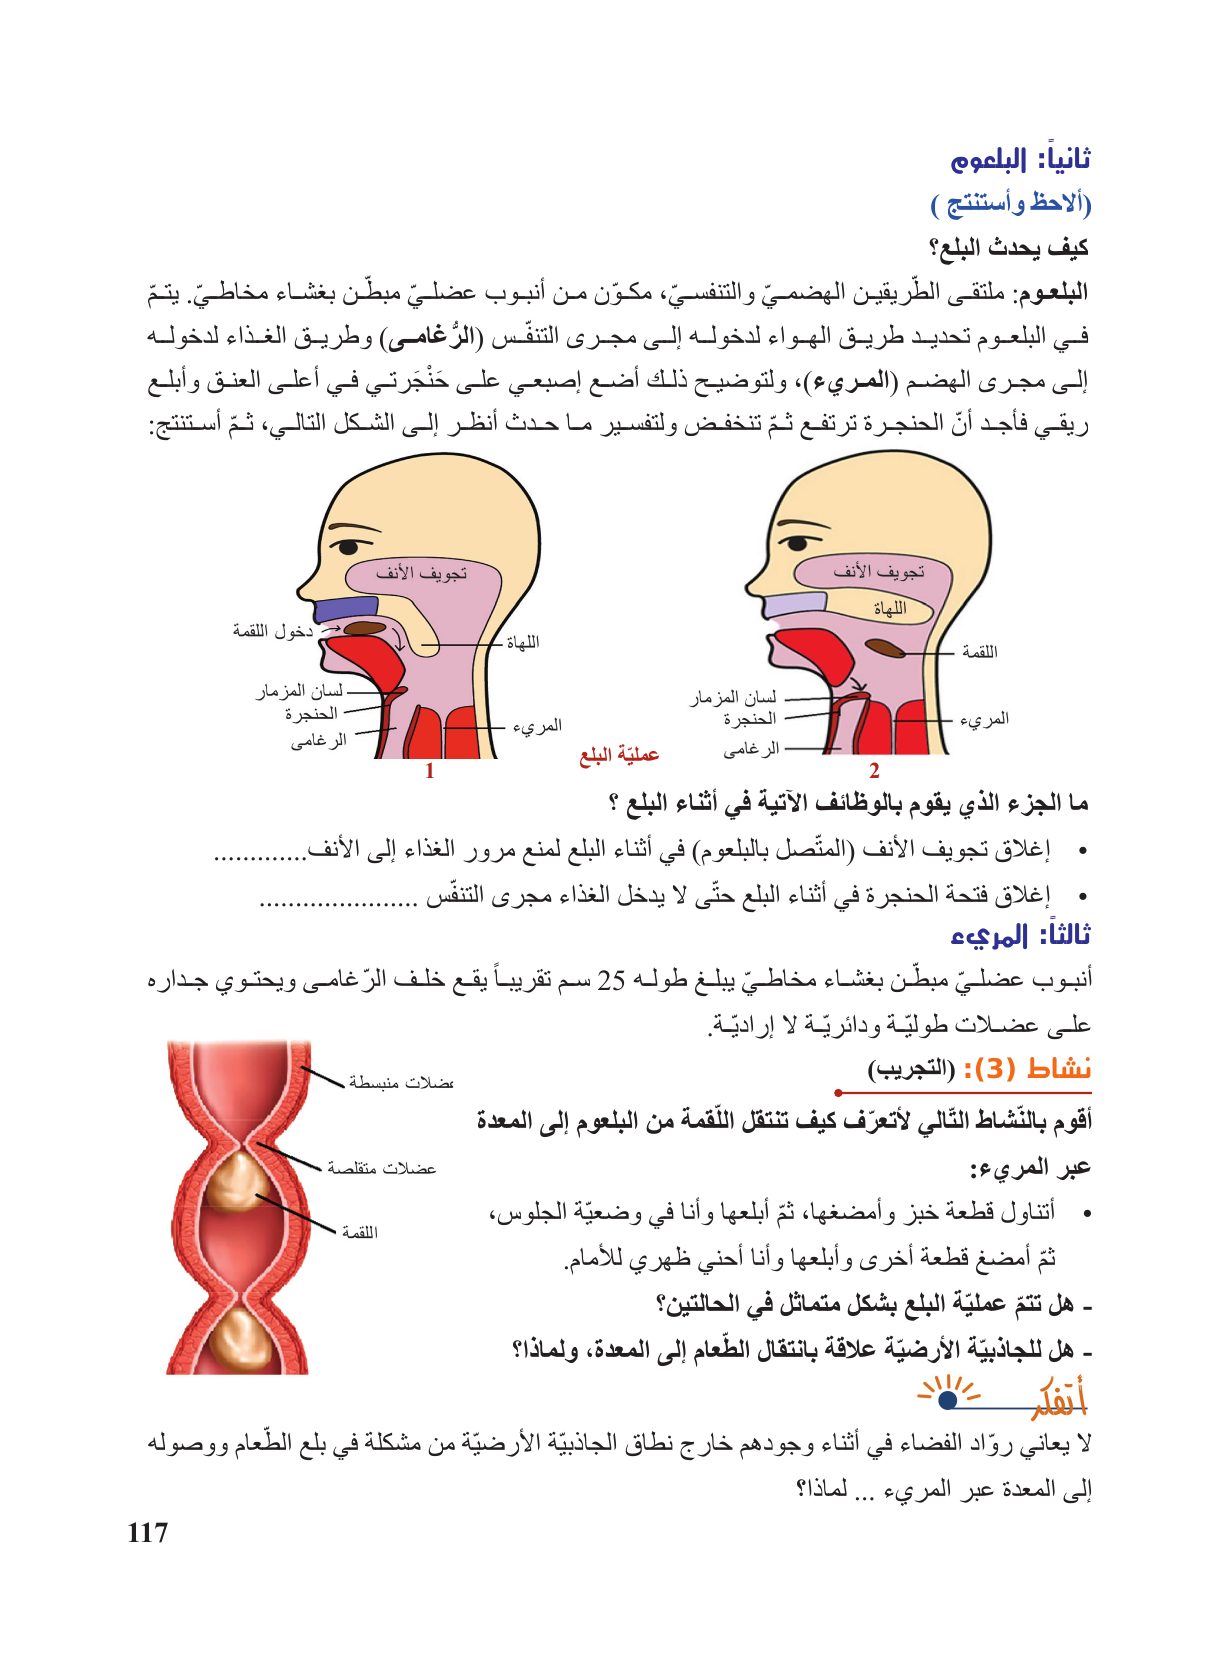 ثانياً: البلعوم
(ألاحظ وأستنتج )
كيف يحدث البلع؟
البلعوم: ملتقى الطّريقين الهضميّ والتنفسيّ، مكوّن من أنبوب عضليّ مبطّن بغشاء مخاطيّ. يتمّ
في البلعوم تحديد طريق الهواء لدخوله إلى مجرى التنفّس (الرُّغامى) وطريق الغذاء لدخوله
إلى مجرى الهضم (المريء)، ولتوضيح ذلك أضع إصبعي على حَنْجَرتي في أعلى العنق وأبلع
ريقي فأجد أنّ الحنجرة ترتفع ثمّ تنخفض ولتفسير ما حدث أنظر إلى الشكل التالي، ثمّ أستنتج:
تجويف الأنف
اللهاة
اللقمة
لسان المزمار
الحنجرة
المريء
الرغامى
2
تجويف الأنف
دخول اللقمة
اللهاة
لسان المزمار
الحنجرة
المريء
الرغامى
1
عمليّة البلع
ما الجزء الذي يقوم بالوظائف الآتية في أثناء البلع ؟
• إغلاق تجويف الأنف (المتّصل بالبلعوم) في أثناء البلع لمنع مرور الغذاء إلى الأنف.............
• إغلاق فتحة الحنجرة في أثناء البلع حتّى لا يدخل الغذاء مجرى التنفّس ......................
ثالثاً: المريء
أنبوب عضليّ مبطّن بغشاء مخاطيّ يبلغ طوله 25 سم تقريباً يقع خلف الرّغامى ويحتوي جداره
على عضلات طوليّة ودائريّة لا إراديّة.
نشاط (3): (التجريب)
عضلات منبسطة
أقوم بالنّشاط التّالي لأتعرّف كيف تنتقل اللّقمة من البلعوم إلى المعدة
عبر المريء:
عضلات متقلصة
• أتناول قطعة خبز وأمضغها، ثمّ أبلعها وأنا في وضعيّة الجلوس،
اللقمة
ثمّ أمضغ قطعة أخرى وأبلعها وأنا أحني ظهري للأمام.
- هل تتمّ عمليّة البلع بشكل متماثل في الحالتين؟
- هل للجاذبيّة الأرضيّة علاقة بانتقال الطّعام إلى المعدة، ولماذا؟
أتفكر
لا يعاني روّاد الفضاء في أثناء وجودهم خارج نطاق الجاذبيّة الأرضيّة من مشكلة في بلع الطّعام ووصوله
إلى المعدة عبر المريء ... لماذا؟
117